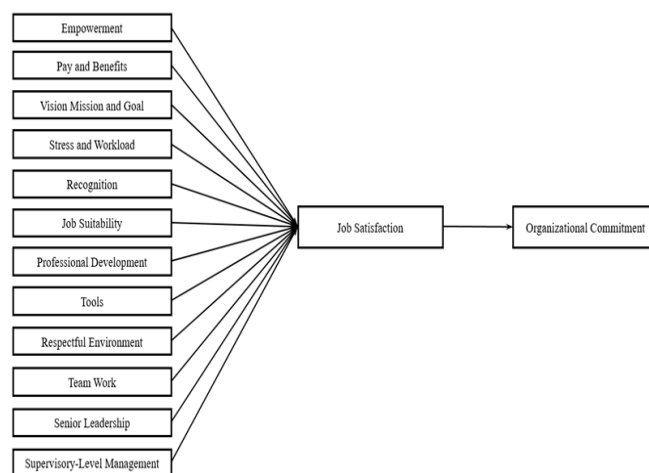 Empowerment
Pay and Benefits
Vision Mission and Goal
Stress and Workload
Recognition
Job Suitability
Professional Development
Tools
Respectful Environment
Team Work
Senior Leadership
Supervisory-Level Management
Job Satisfaction
Organizational Commitment